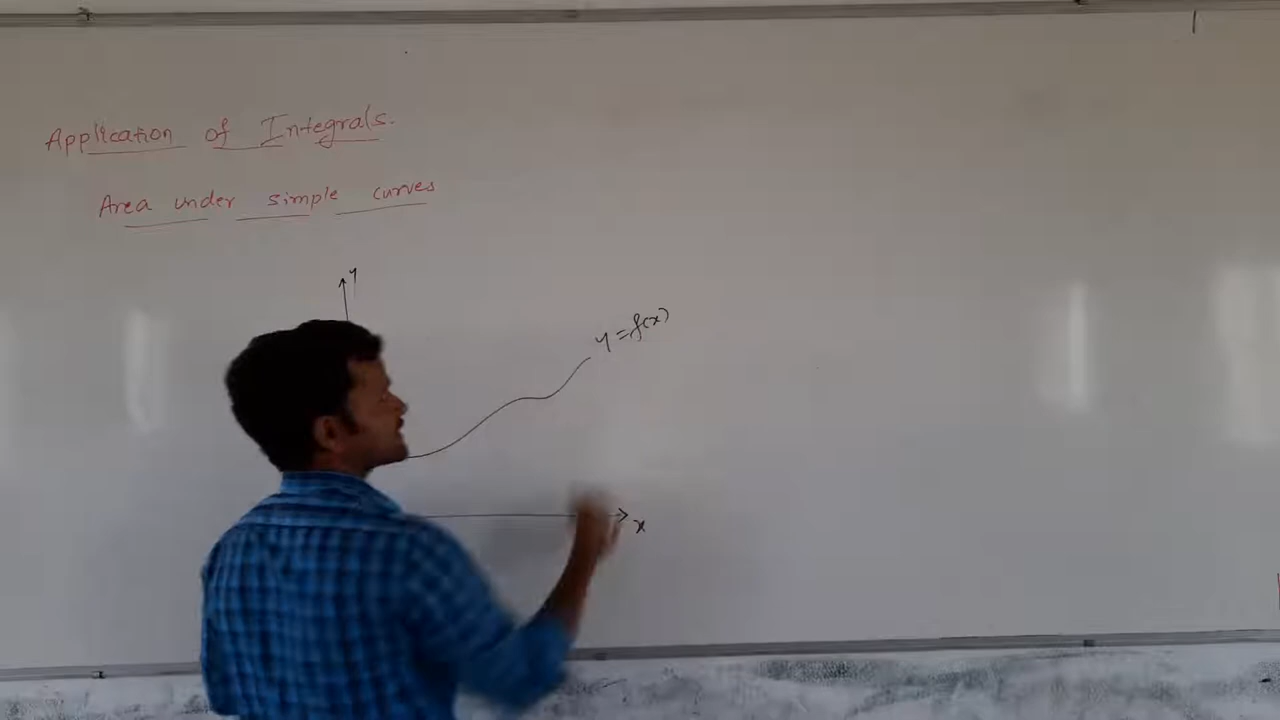 Application of Integrals.
Area under simple curves
y
y=f(x)
x